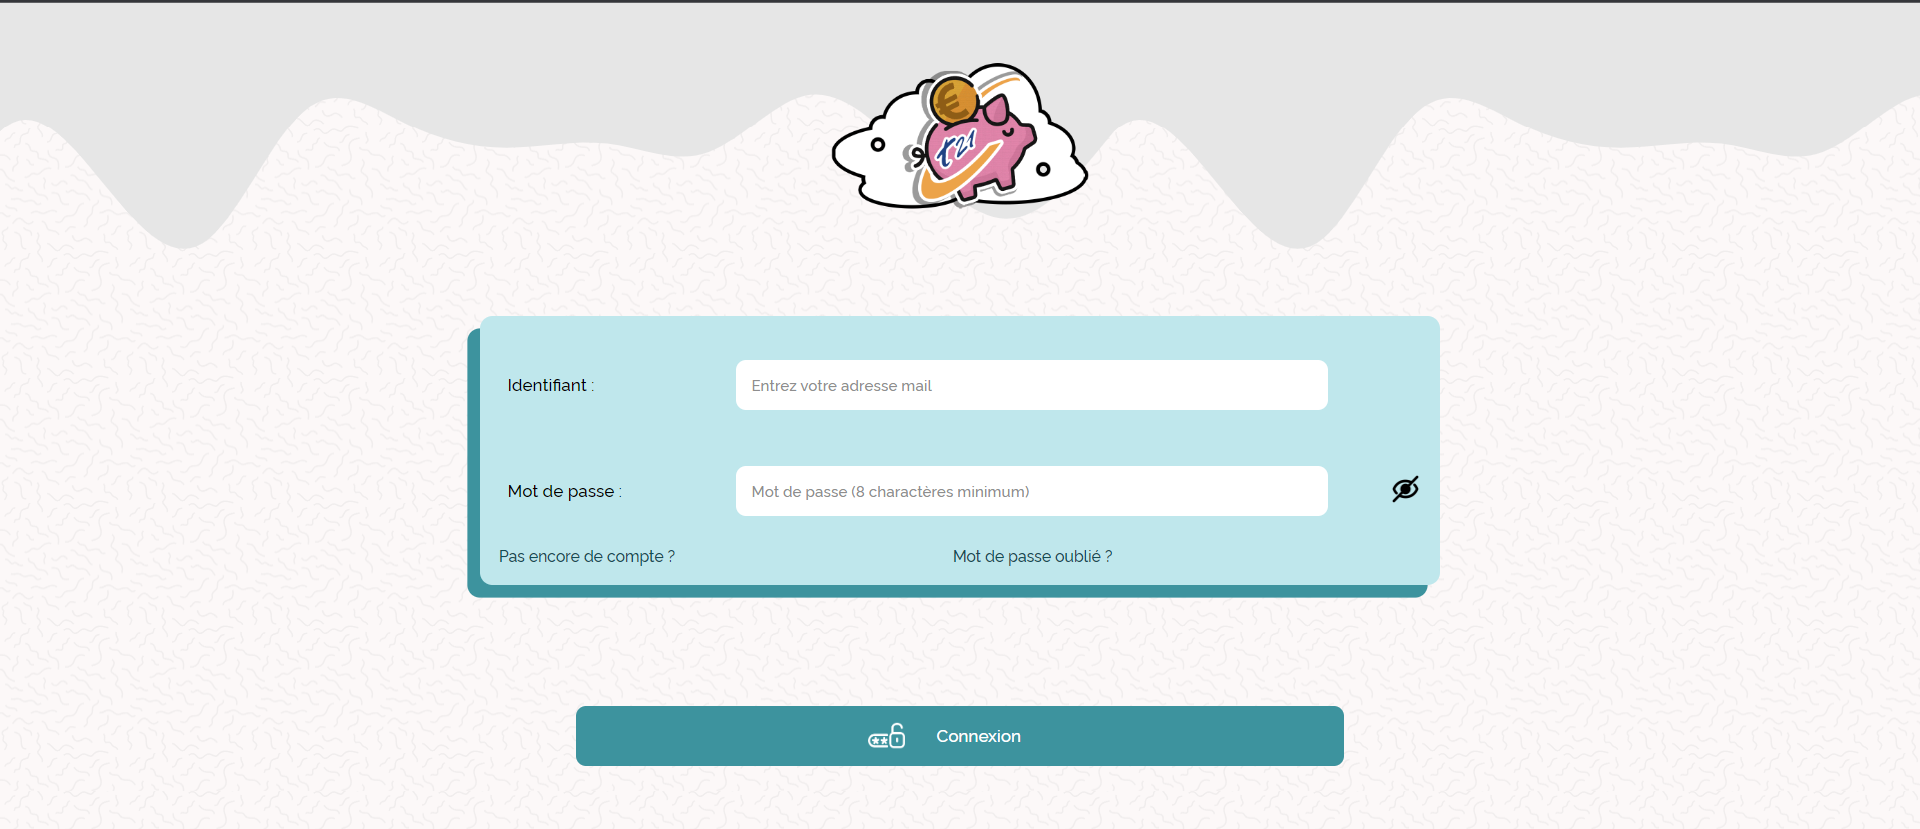 €
t21
Identifiant :
Entrez votre adresse mail
Mot de passe :
Mot de passe (8 charactères minimum)
Pas encore de compte ?
Mot de passe oublié ?
**
Connexion